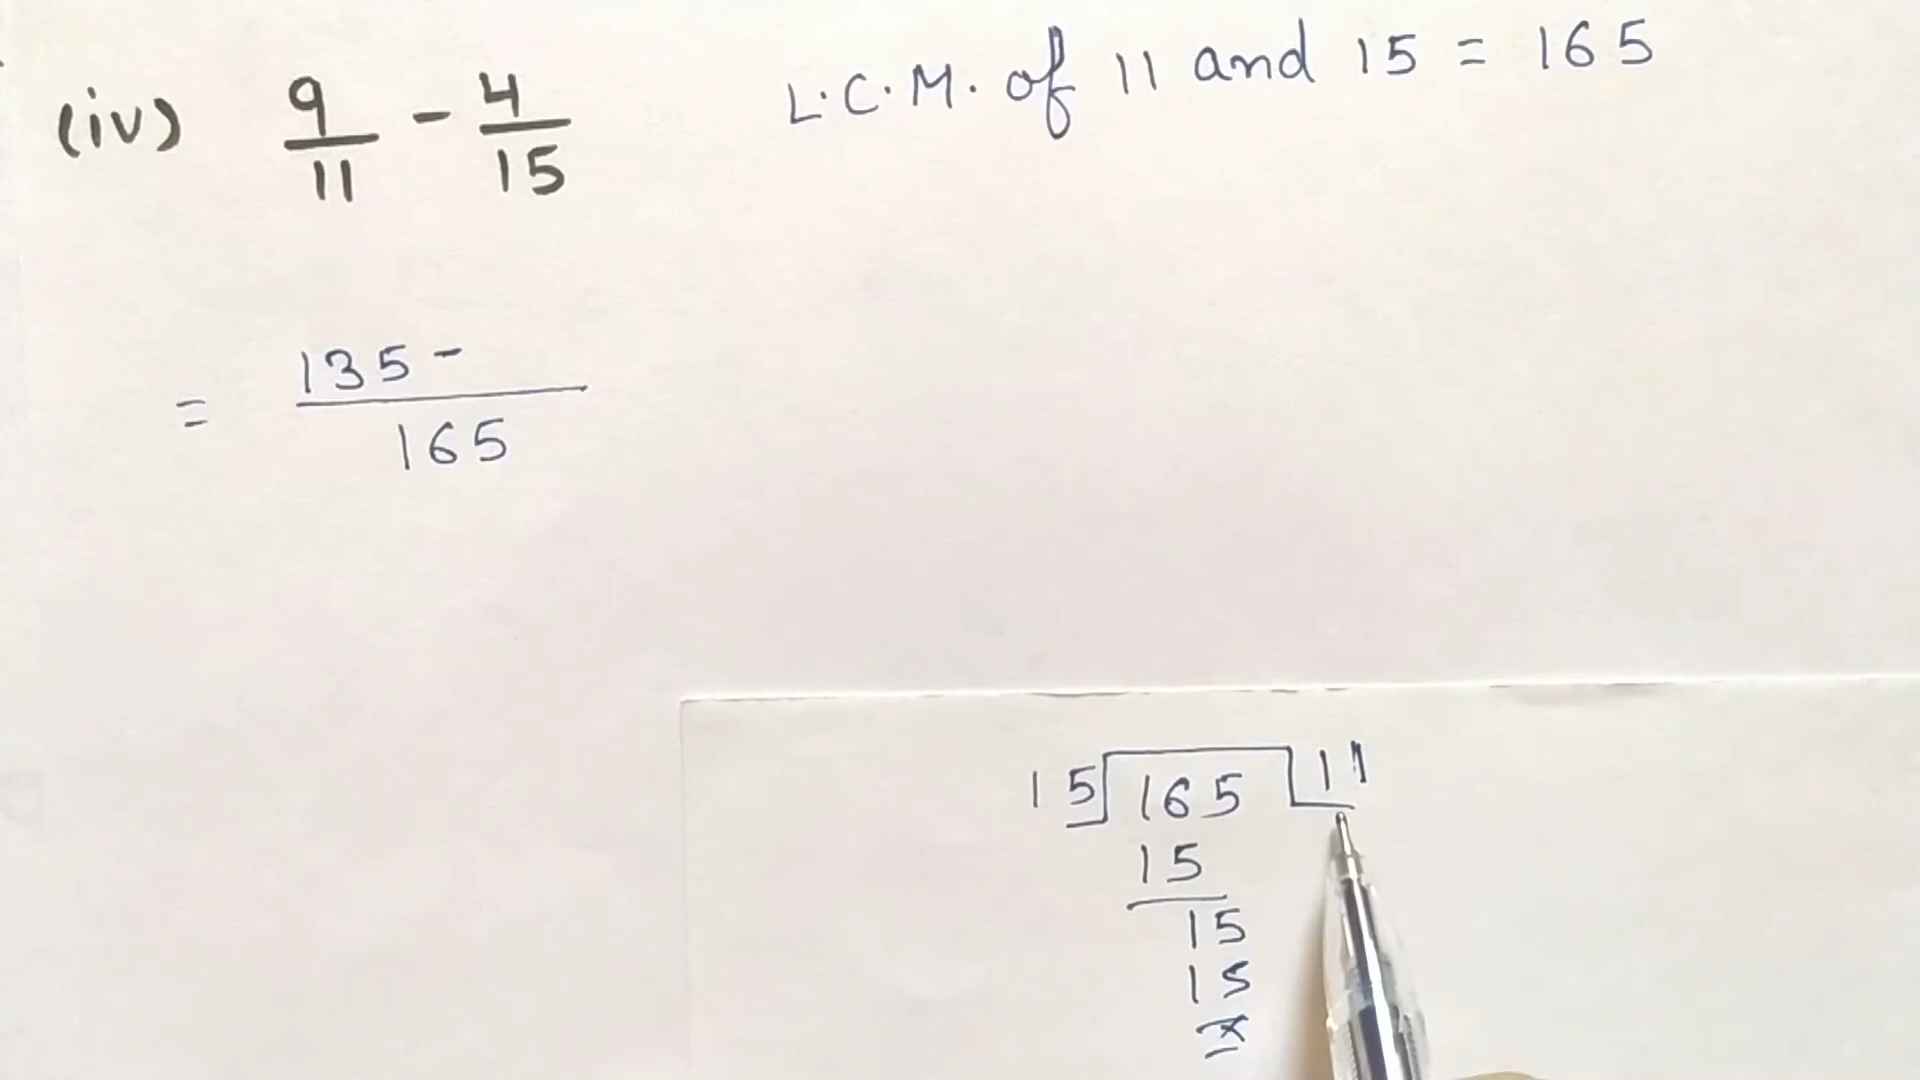 (iv) 9/11 - 4/15
L.C.M. of 11 and 15 = 165
= 135 - / 165
15 165 11
15
15
15
x